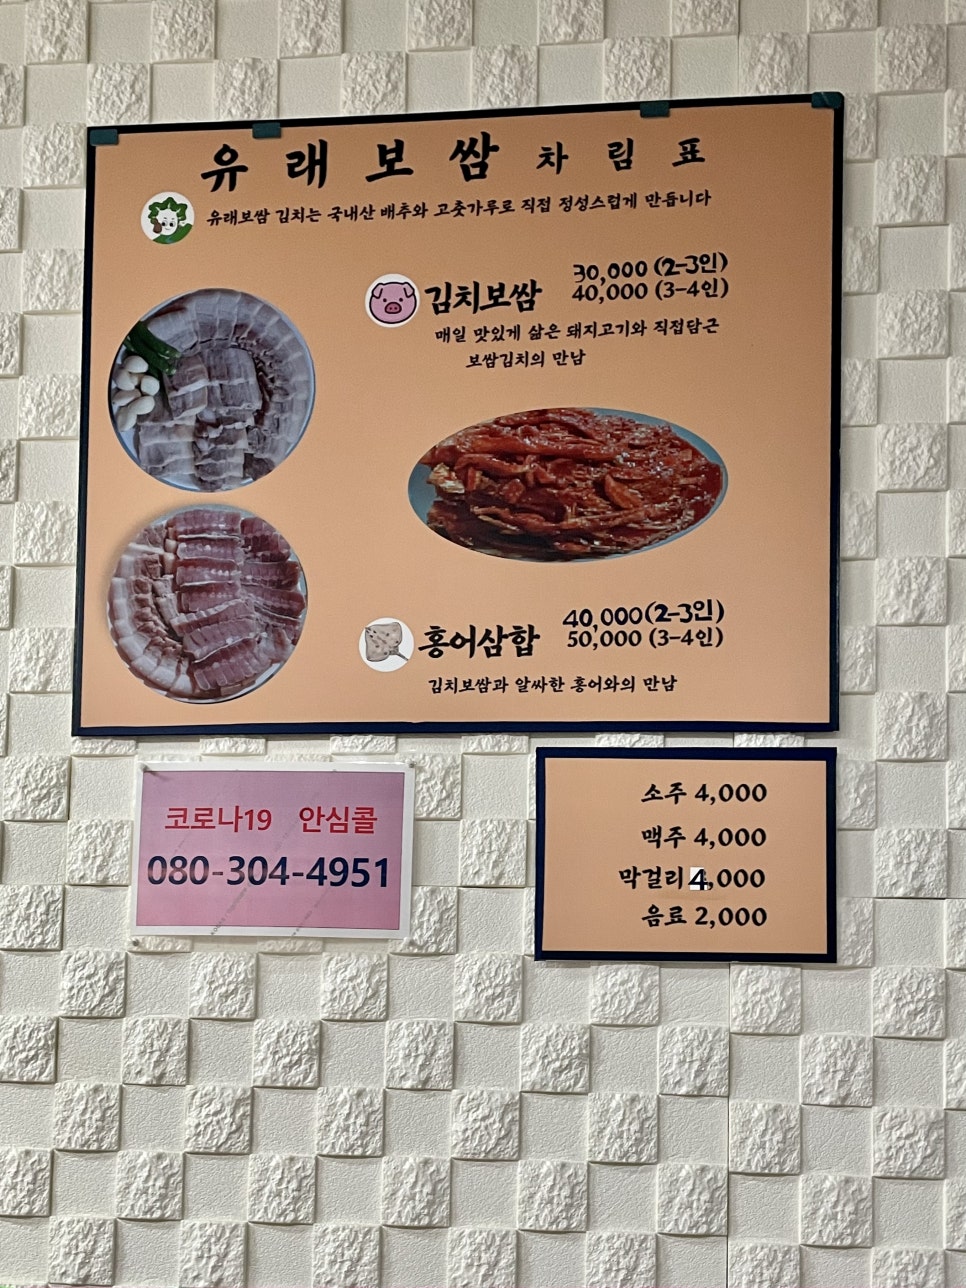 유래보쌈 차림표
유래보쌈 김치는 국내산 배추와 고춧가루로 직접 정성스럽게 만듭니다
김치보쌈
30,000 (2-3인)
40,000 (3-4인)
매일 맛있게 삶은 돼지고기와 직접담근
보쌈김치의 만남
홍어삼합
40,000(2-3인)
50,000 (3-4인)
김치보쌈과 알싸한 홍어와의 만남
코로나19 안심콜
080-304-4951
소주 4,000
맥주 4,000
막걸리 4,000
음료 2,000